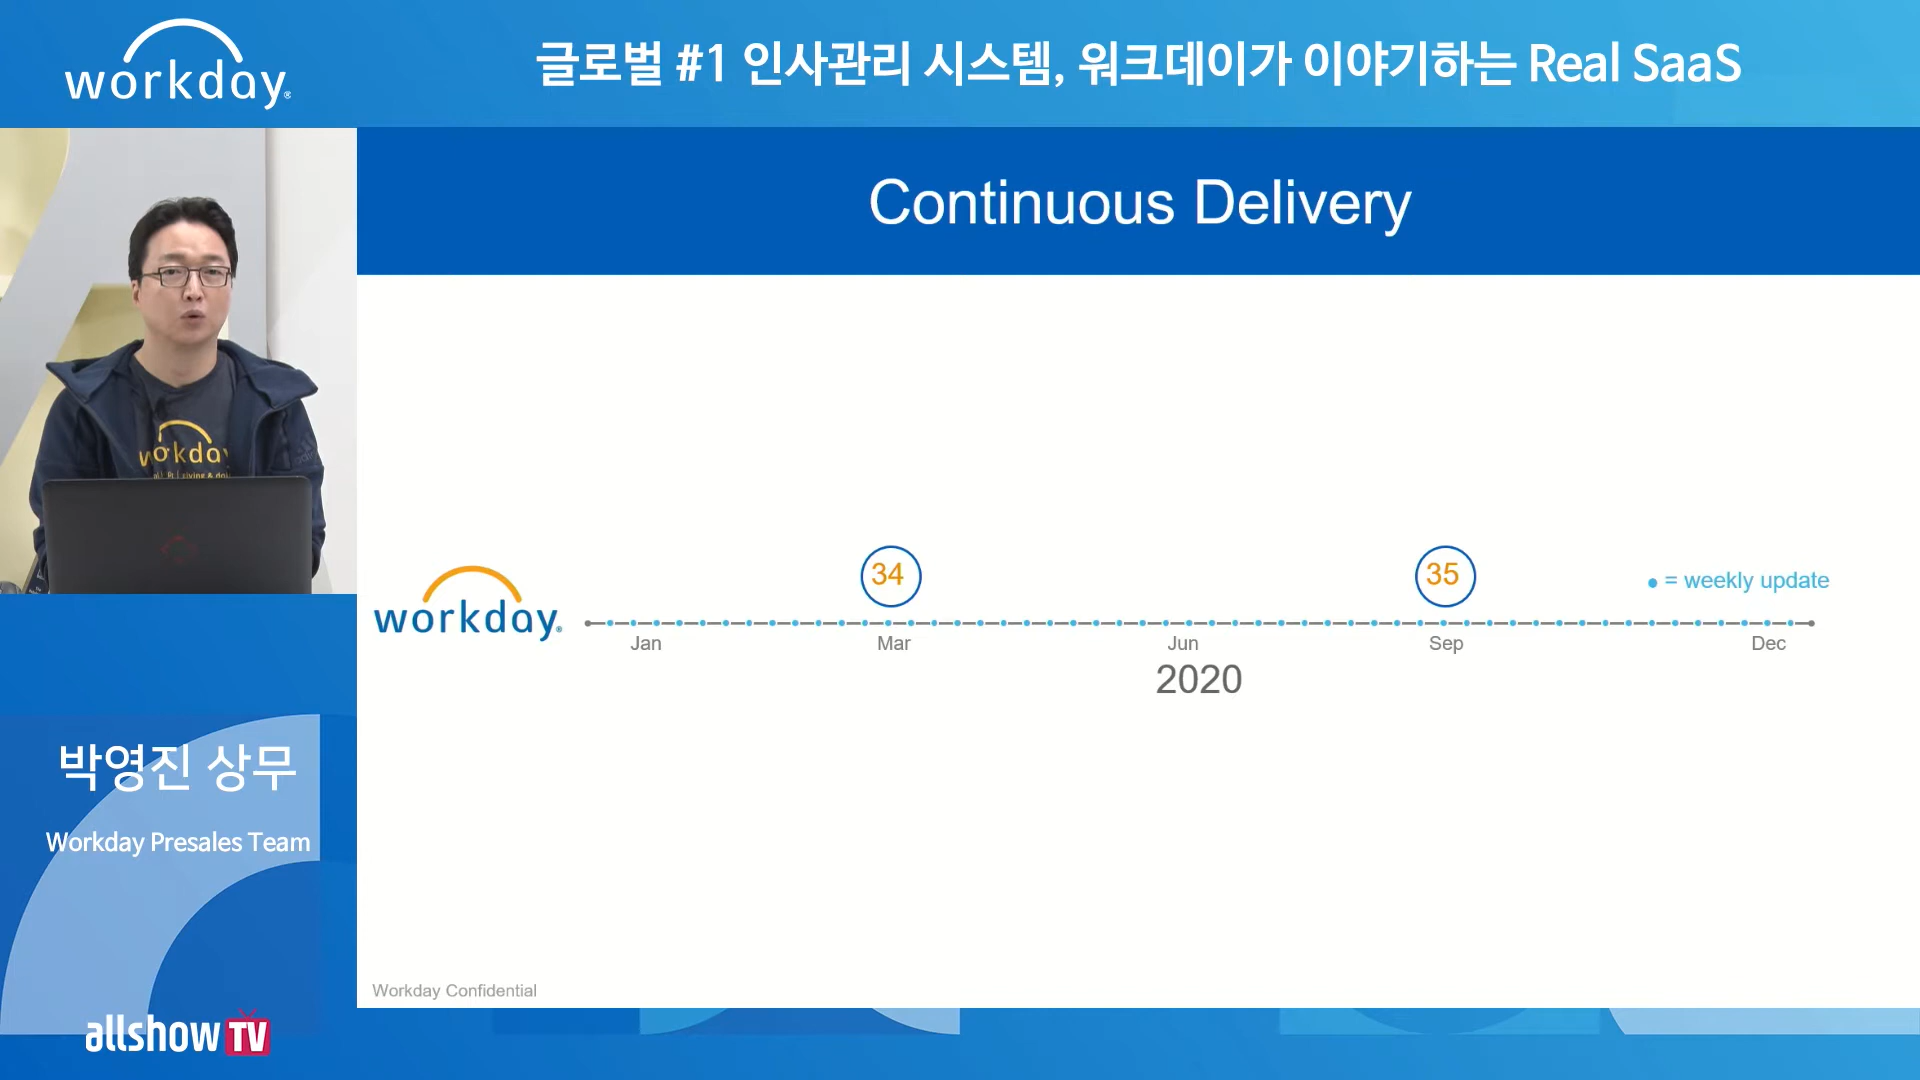 workday®
글로벌 #1 인사관리 시스템, 워크데이가 이야기하는 Real SaaS
Continuous Delivery
workday
34
35
• = weekly update
workday®
Jan
Mar
Jun
Sep
Dec
2020
박영진 상무
Workday Presales Team
Workday Confidential
allshow TV